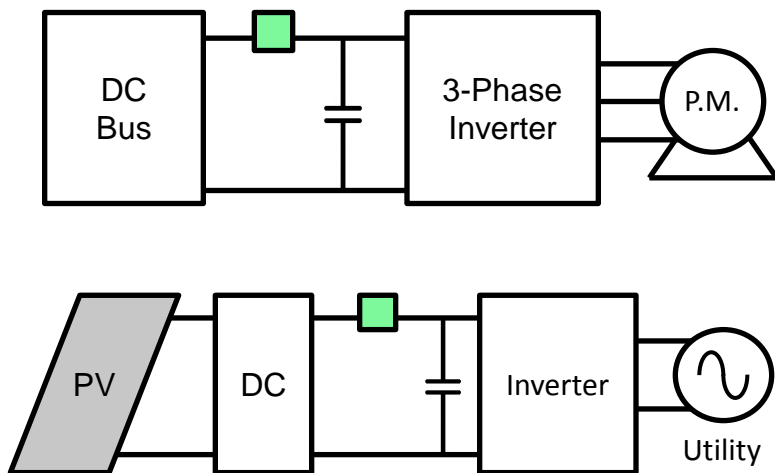 DC
Bus
3-Phase
Inverter
P.M.
PV
DC
Inverter
Utility